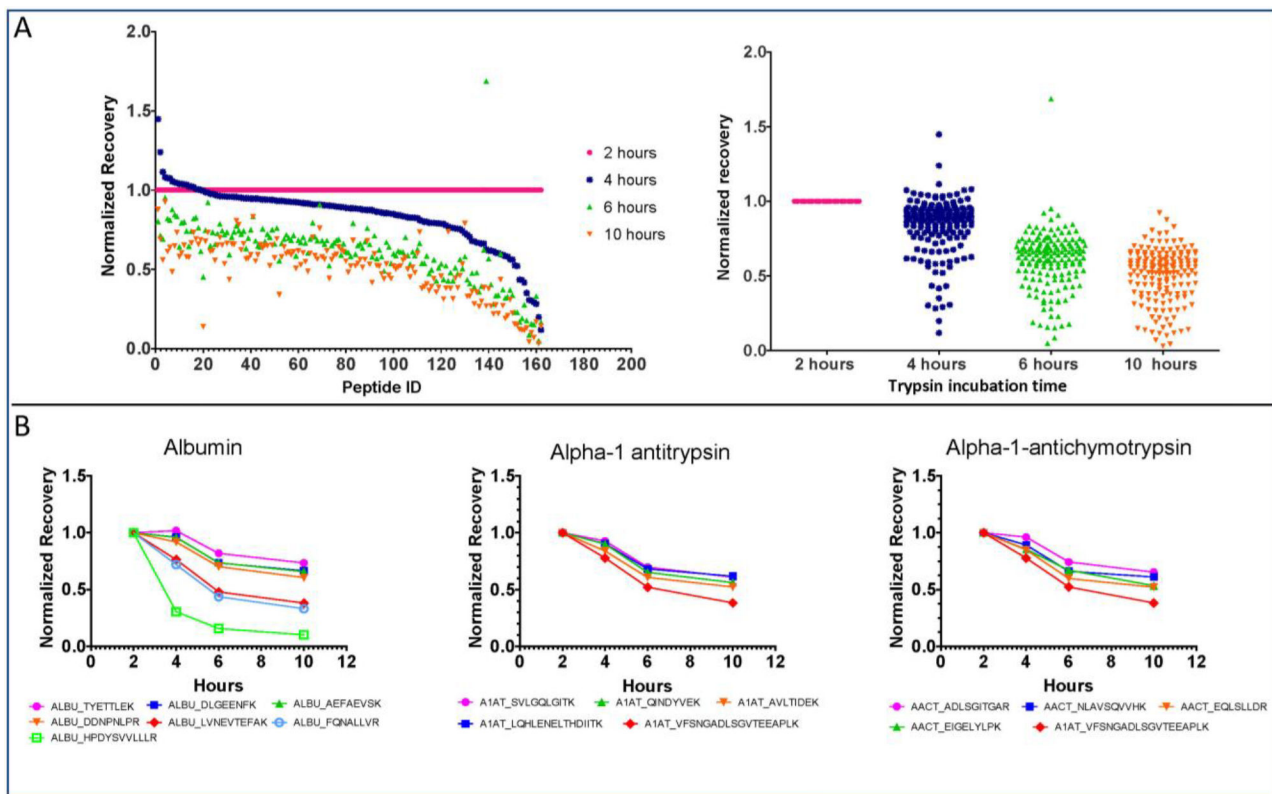 A
2.0
1.5
1.0
0.5
0.0
Normalized Recovery
0 20 40 60 80 100 120 140 160 180 200
Peptide ID
2 hours
4 hours
6 hours
10 hours
2.0
1.5
1.0
0.5
0.0
Normalized recovery
2 hours 4 hours 6 hours 10 hours
Trypsin incubation time
B
Albumin
Normalized Recovery
1.5
1.0
0.5
0.0
0 2 4 6 8 10 12
Hours
ALBU_TYETTLEK ALBU_DLGEENFK ALBU_AEFAEVSK
ALBU_DDNPNLPR ALBU_LVNEVTEFAK ALBU_FQNALLVR
ALBU_HPDYSVVLLLR
Alpha-1 antitrypsin
Normalized Recovery
1.5
1.0
0.5
0.0
0 2 4 6 8 10 12
Hours
A1AT_SVLGQLGITK A1AT_QINDYVEK A1AT_AVLTIDEK
A1AT_LQHLENELTHDIITK A1AT_VFSNGADLSGVTEEAPLK
Alpha-1-antichymotrypsin
Normalized Recovery
1.5
1.0
0.5
0.0
0 2 4 6 8 10 12
Hours
AACT_ADLSGITGAR AACT_NLAVSQVVHK AACT_EQLSLLDR
AACT_EIGELYLPK A1AT_VFSNGADLSGVTEEAPLK